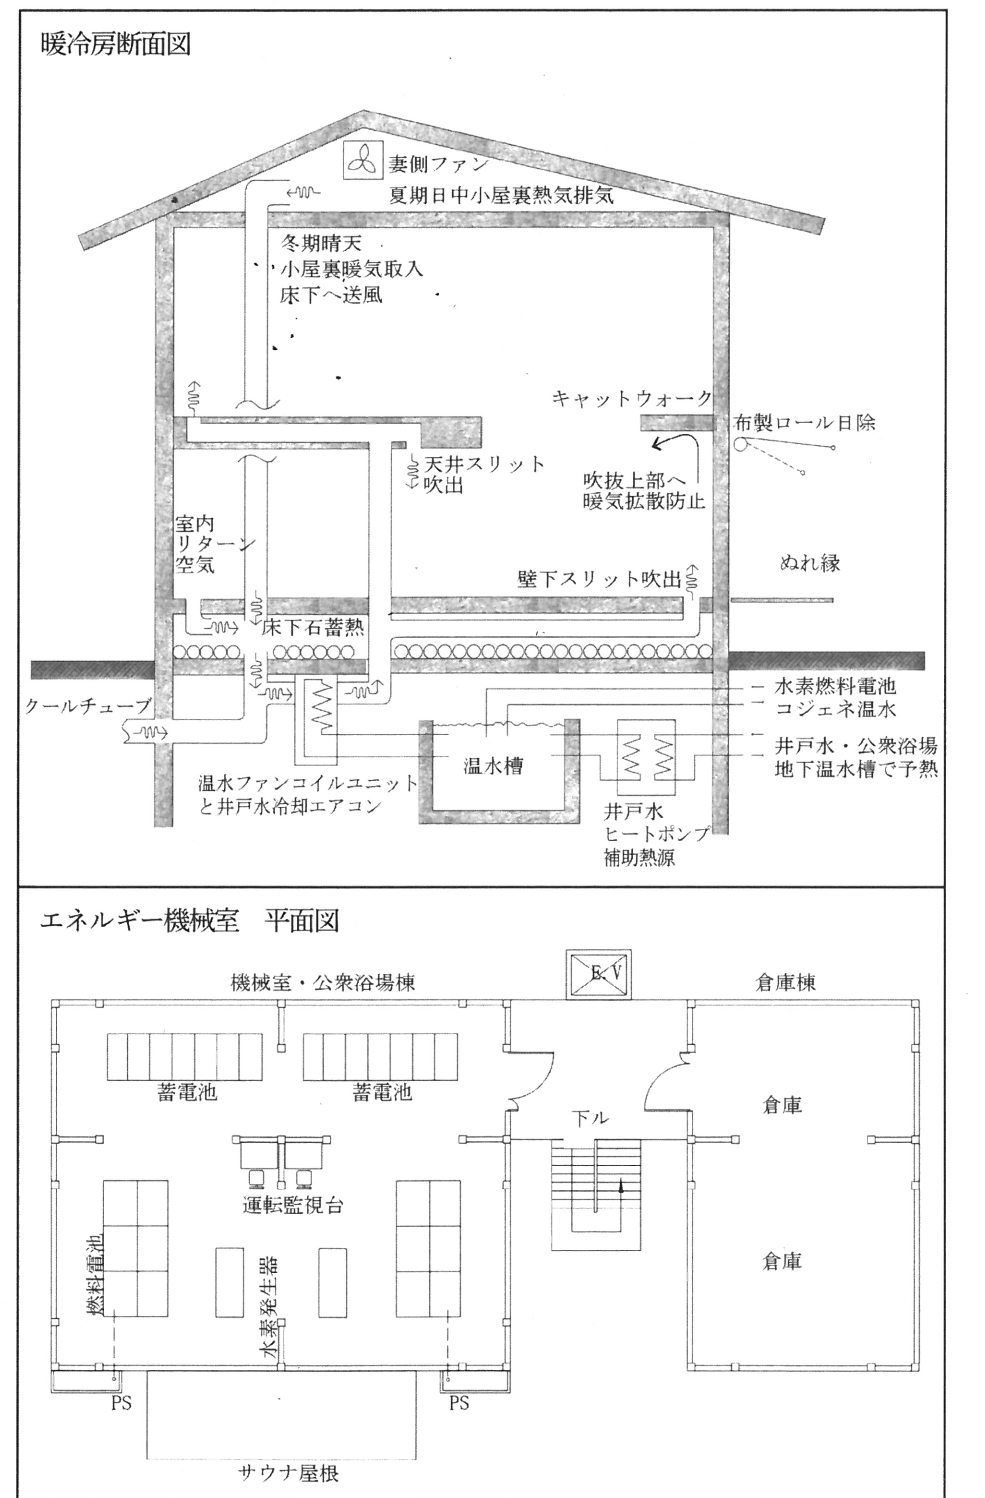 暖冷房断面図
妻側ファン
夏期日中小屋裏熱気排気
冬期晴天
小屋裏暖気取入
床下へ送風
キャットウォーク
布製ロール日除
天井スリット
吹出
吹抜上部へ
暖気拡散防止
室内
リターン
空気
ぬれ縁
壁下スリット吹出
床下石蓄熱
クールチューブ
水素燃料電池
コジェネ温水
井戸水・公衆浴場
地下温水槽で予熱
温水槽
温水ファンコイルユニット
と井戸水冷却エアコン
井戸水
ヒートポンプ
補助熱源
エネルギー機械室　平面図
E.V
機械室・公衆浴場棟
倉庫棟
蓄電池
蓄電池
倉庫
下ル
運転監視台
燃料電池
水素発生器
倉庫
PS
PS
サウナ屋根